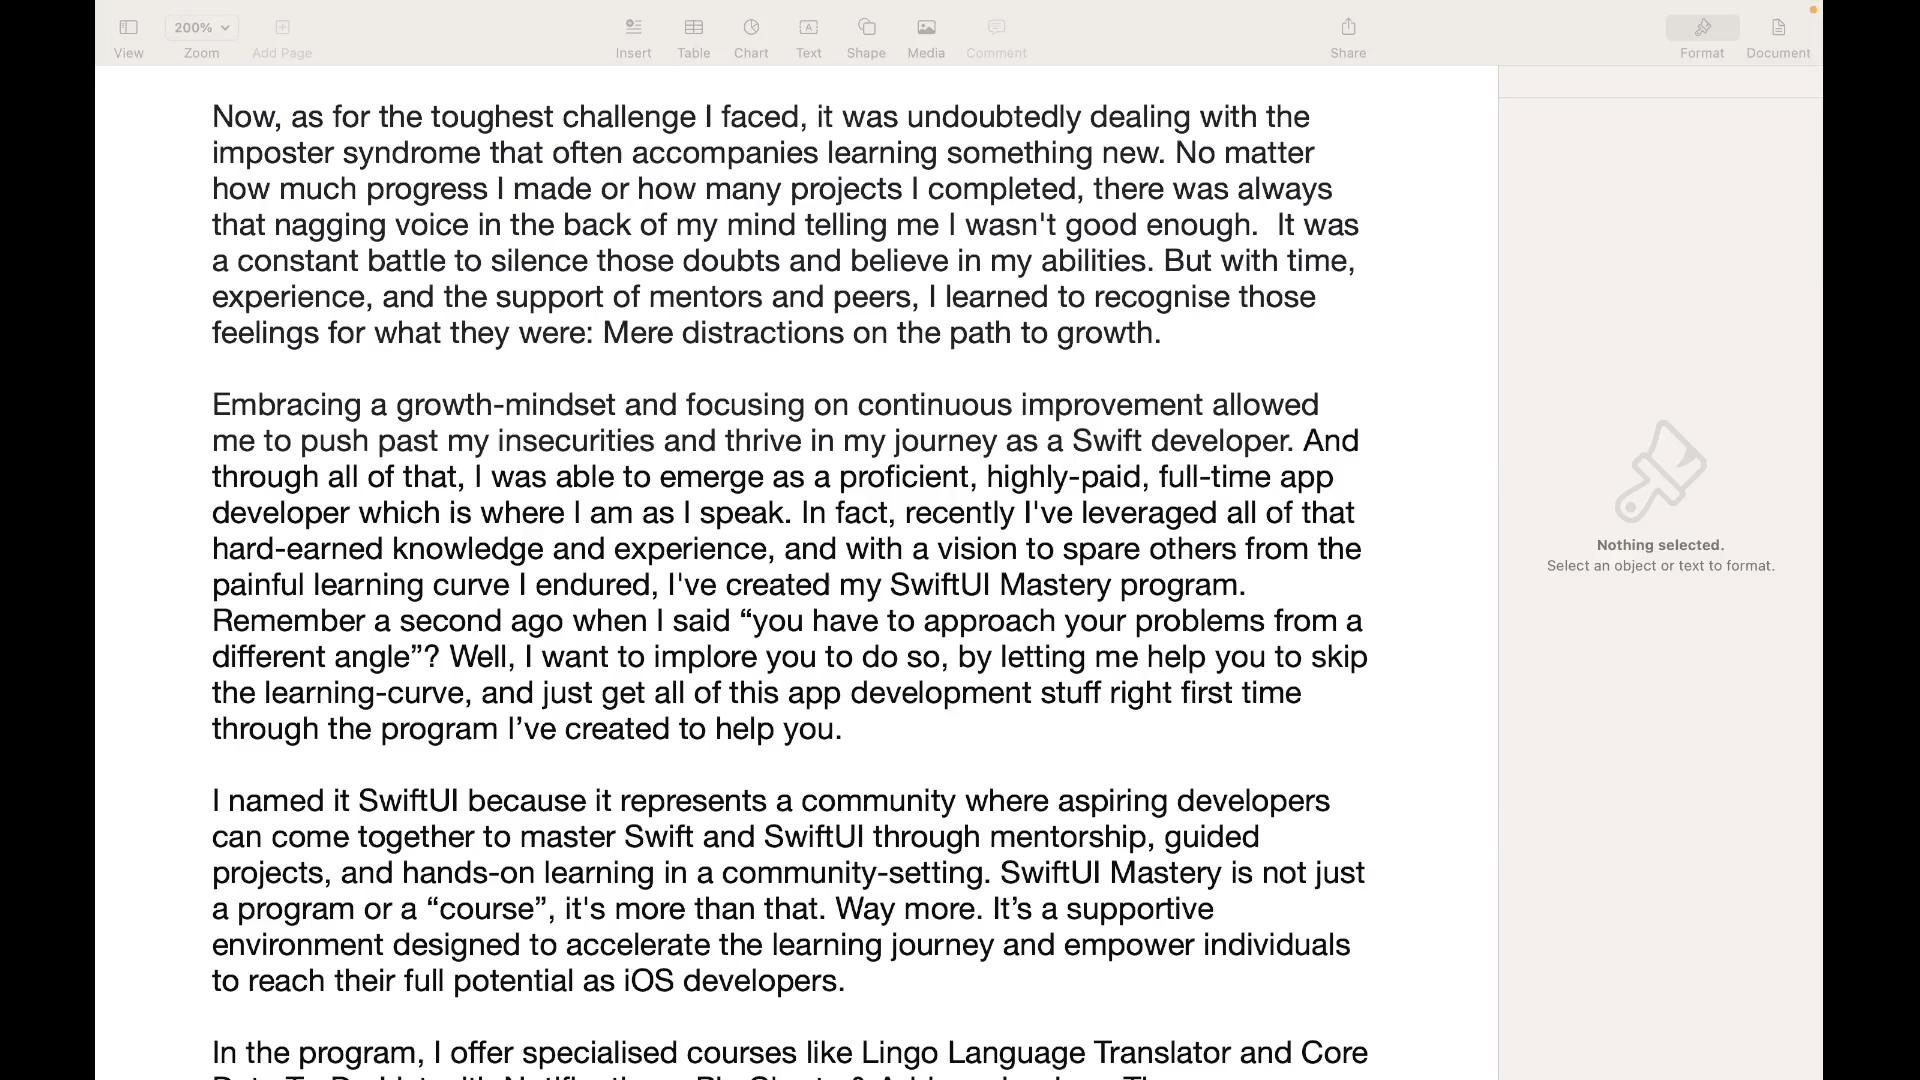 View
200%
Zoom
Add Page
Insert
Table
Chart
Text
Shape
Media
Comment
Share
Format
Document
Now, as for the toughest challenge I faced, it was undoubtedly dealing with the
imposter syndrome that often accompanies learning something new. No matter
how much progress I made or how many projects I completed, there was always
that nagging voice in the back of my mind telling me I wasn't good enough.  It was
a constant battle to silence those doubts and believe in my abilities. But with time,
experience, and the support of mentors and peers, I learned to recognise those
feelings for what they were: Mere distractions on the path to growth.
Embracing a growth-mindset and focusing on continuous improvement allowed
me to push past my insecurities and thrive in my journey as a Swift developer. And
through all of that, I was able to emerge as a proficient, highly-paid, full-time app
developer which is where I am as I speak. In fact, recently I've leveraged all of that
hard-earned knowledge and experience, and with a vision to spare others from the
painful learning curve I endured, I've created my SwiftUI Mastery program.
Remember a second ago when I said “you have to approach your problems from a
different angle”? Well, I want to implore you to do so, by letting me help you to skip
the learning-curve, and just get all of this app development stuff right first time
through the program I’ve created to help you.
I named it SwiftUI because it represents a community where aspiring developers
can come together to master Swift and SwiftUI through mentorship, guided
projects, and hands-on learning in a community-setting. SwiftUI Mastery is not just
a program or a “course”, it's more than that. Way more. It’s a supportive
environment designed to accelerate the learning journey and empower individuals
to reach their full potential as iOS developers.
In the program, I offer specialised courses like Lingo Language Translator and Core
Nothing selected.
Select an object or text to format.